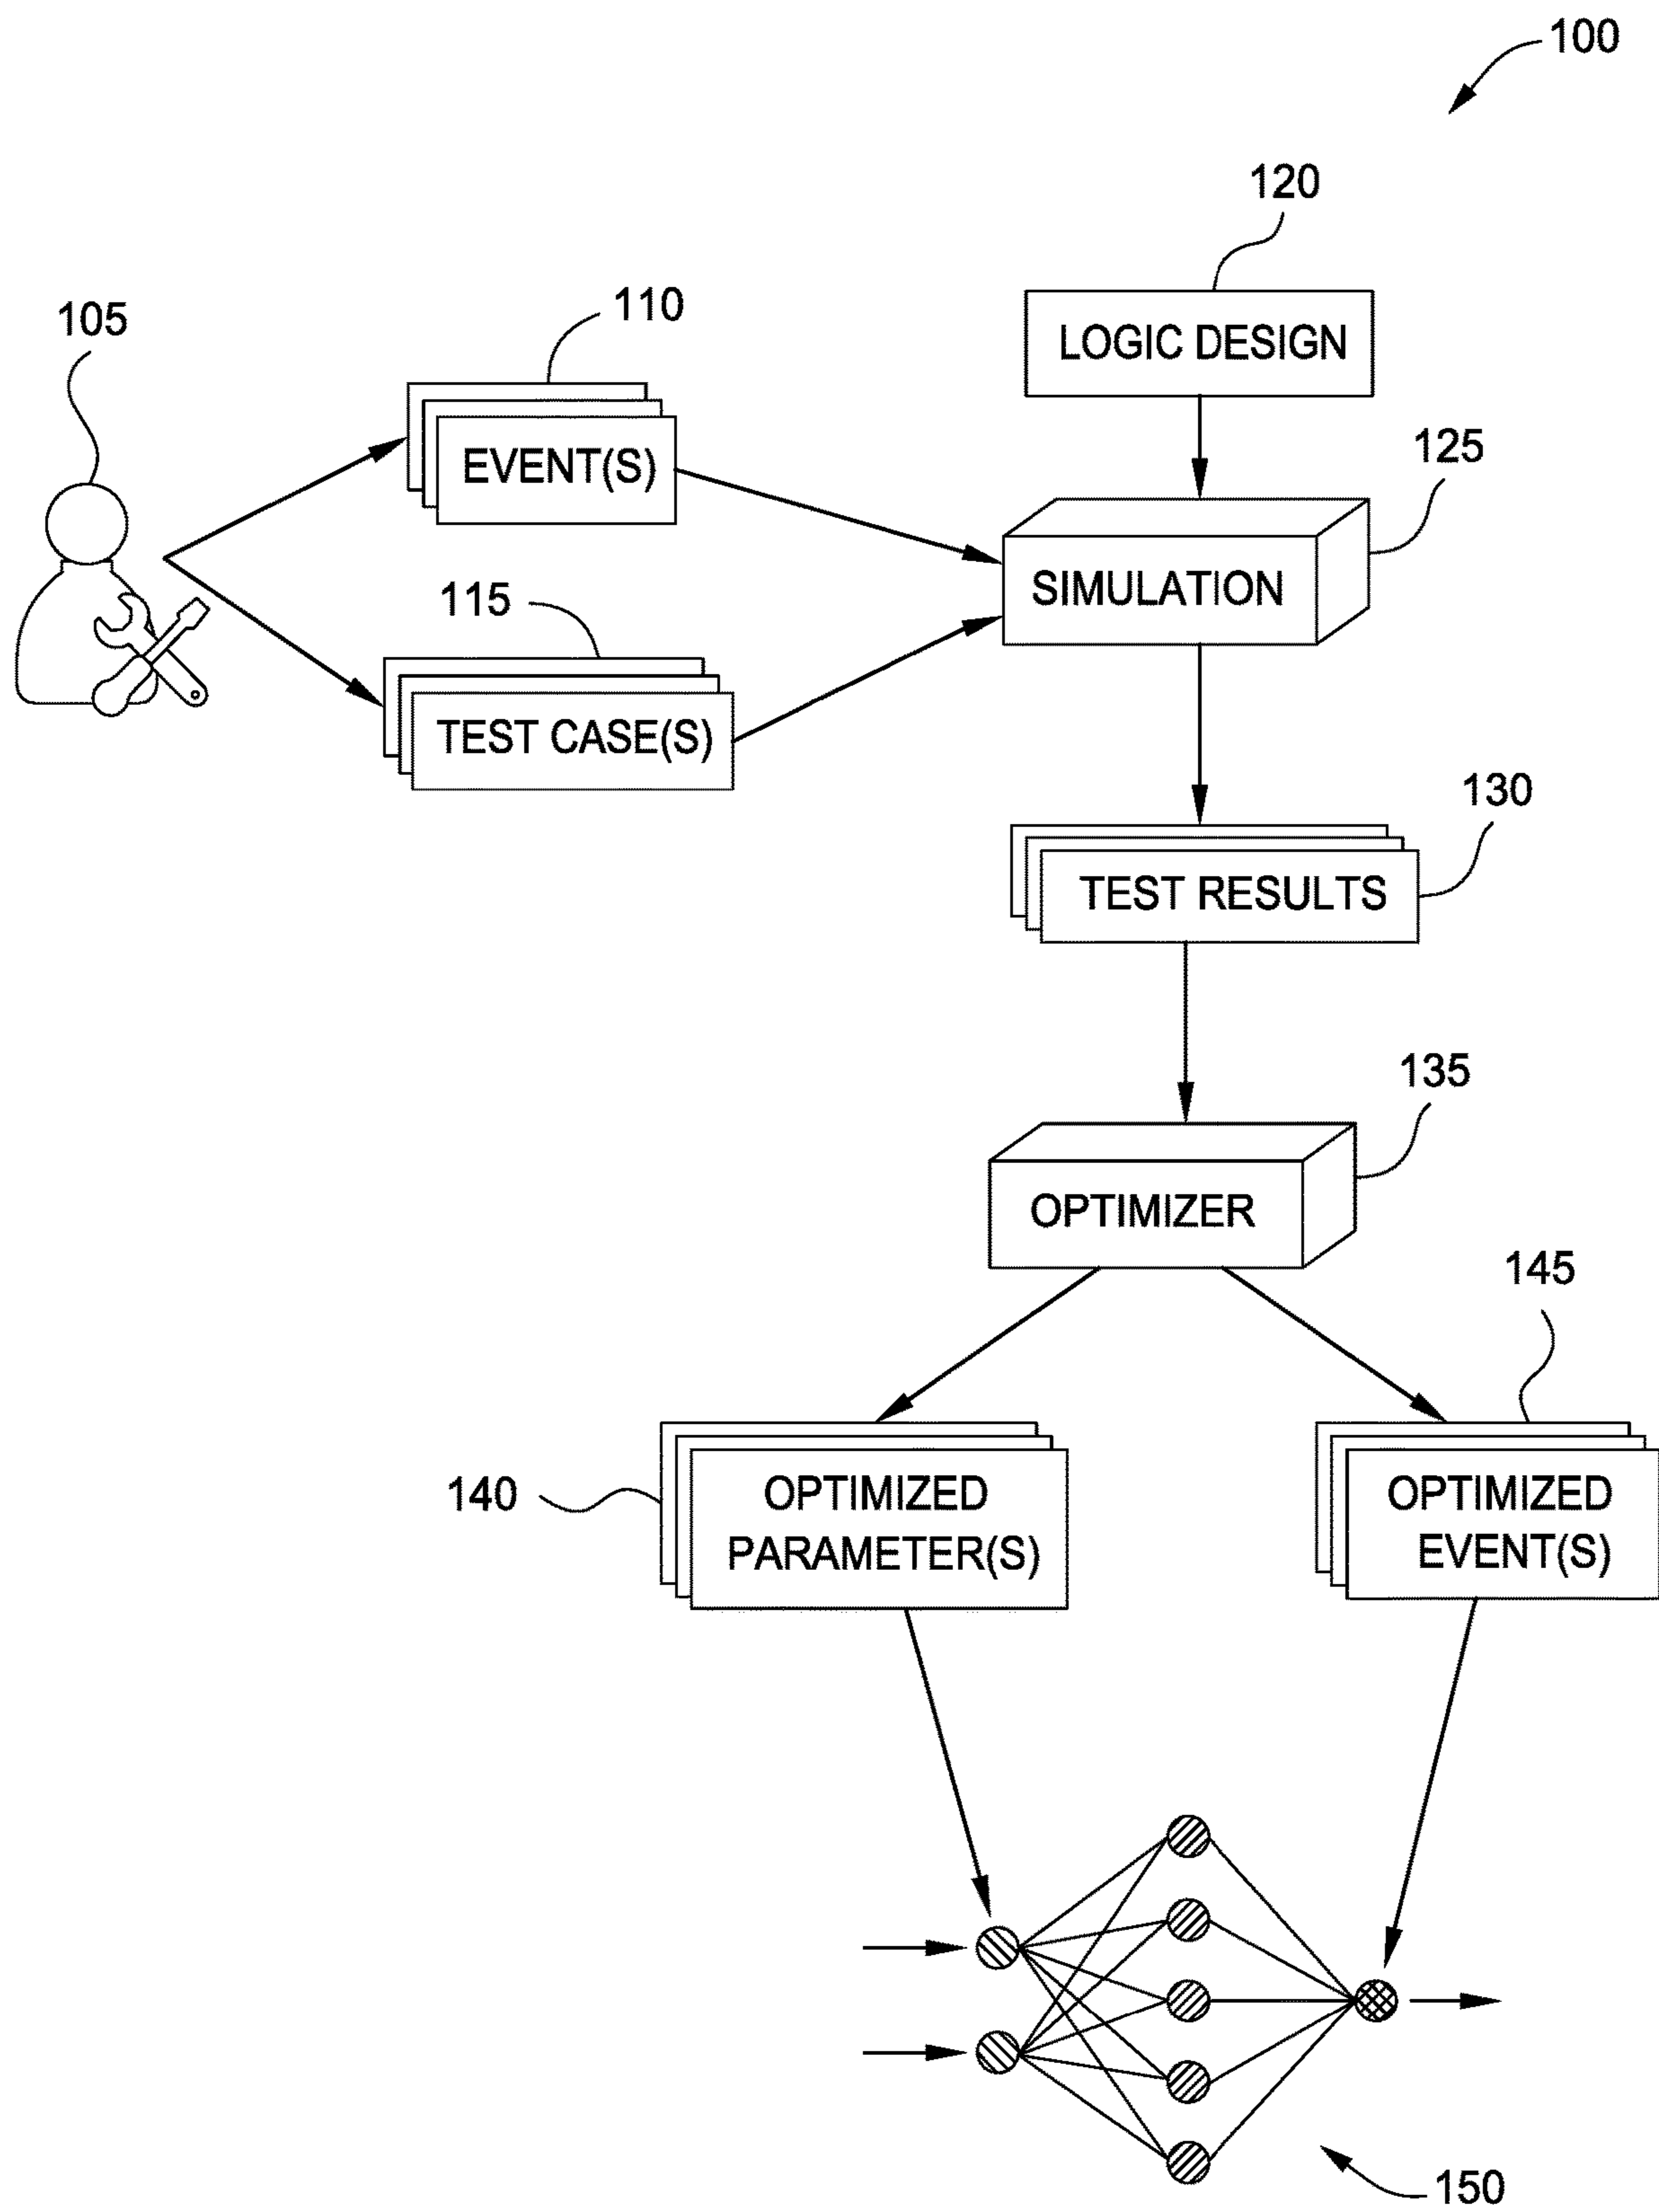 100
120
LOGIC DESIGN
105
110
EVENT(S)
125
SIMULATION
115
TEST CASE(S)
130
TEST RESULTS
135
OPTIMIZER
145
140
OPTIMIZED
PARAMETER(S)
OPTIMIZED
EVENT(S)
150